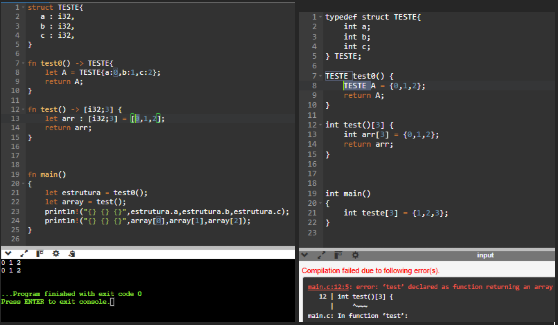 1 struct TESTE{
2 a : i32,
3 b : i32,
4 c : i32,
5 }
6
7 fn test0() -> TESTE{
8 let A = TESTE{a:0,b:1,c:2};
9 return A;
10 }
11
12 fn test() -> [i32;3] {
13 let arr : [i32;3] = [0,1,2];
14 return arr;
15 }
16
17
18
19 fn main()
20 {
21 let estrutura = test0();
22 let array = test();
23 println!("{} {} {}",estrutura.a,estrutura.b,estrutura.c);
24 println!("{} {} {}",array[0],array[1],array[2]);
25 }
26
0 1 2
0 1 2
...Program finished with exit code 0
Press ENTER to exit console.
1 typedef struct TESTE{
2 int a;
3 int b;
4 int c;
5 } TESTE;
6
7 TESTE test0() {
8 TESTE A = {0,1,2};
9 return A;
10 }
11
12 int test()[3] {
13 int arr[3] = {0,1,2};
14 return arr;
15 }
16
17
18
19 int main()
20 {
21 int teste[3] = {1,2,3};
22 }
23
input
Compilation failed due to following error(s).
main.c:12:5: error: 'test' declared as function returning an array
12 | int test()[3] {
| ^~~~
main.c: In function 'test':